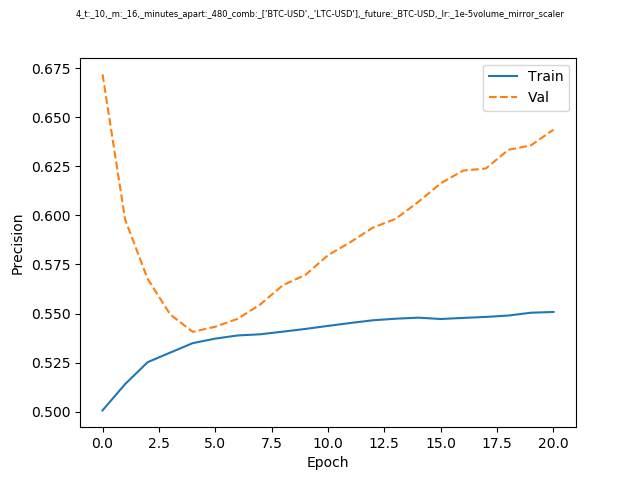 4_t:_10,_m:_16,_minutes_apart:_480_comb:_['BTC-USD',_'LTC-USD'],_future:_BTC-USD,_lr:_1e-5volume_mirror_scaler
Train
Val
0.675
0.650
0.625
0.600
0.575
0.550
0.525
0.500
Precision
0.0 2.5 5.0 7.5 10.0 12.5 15.0 17.5 20.0
Epoch